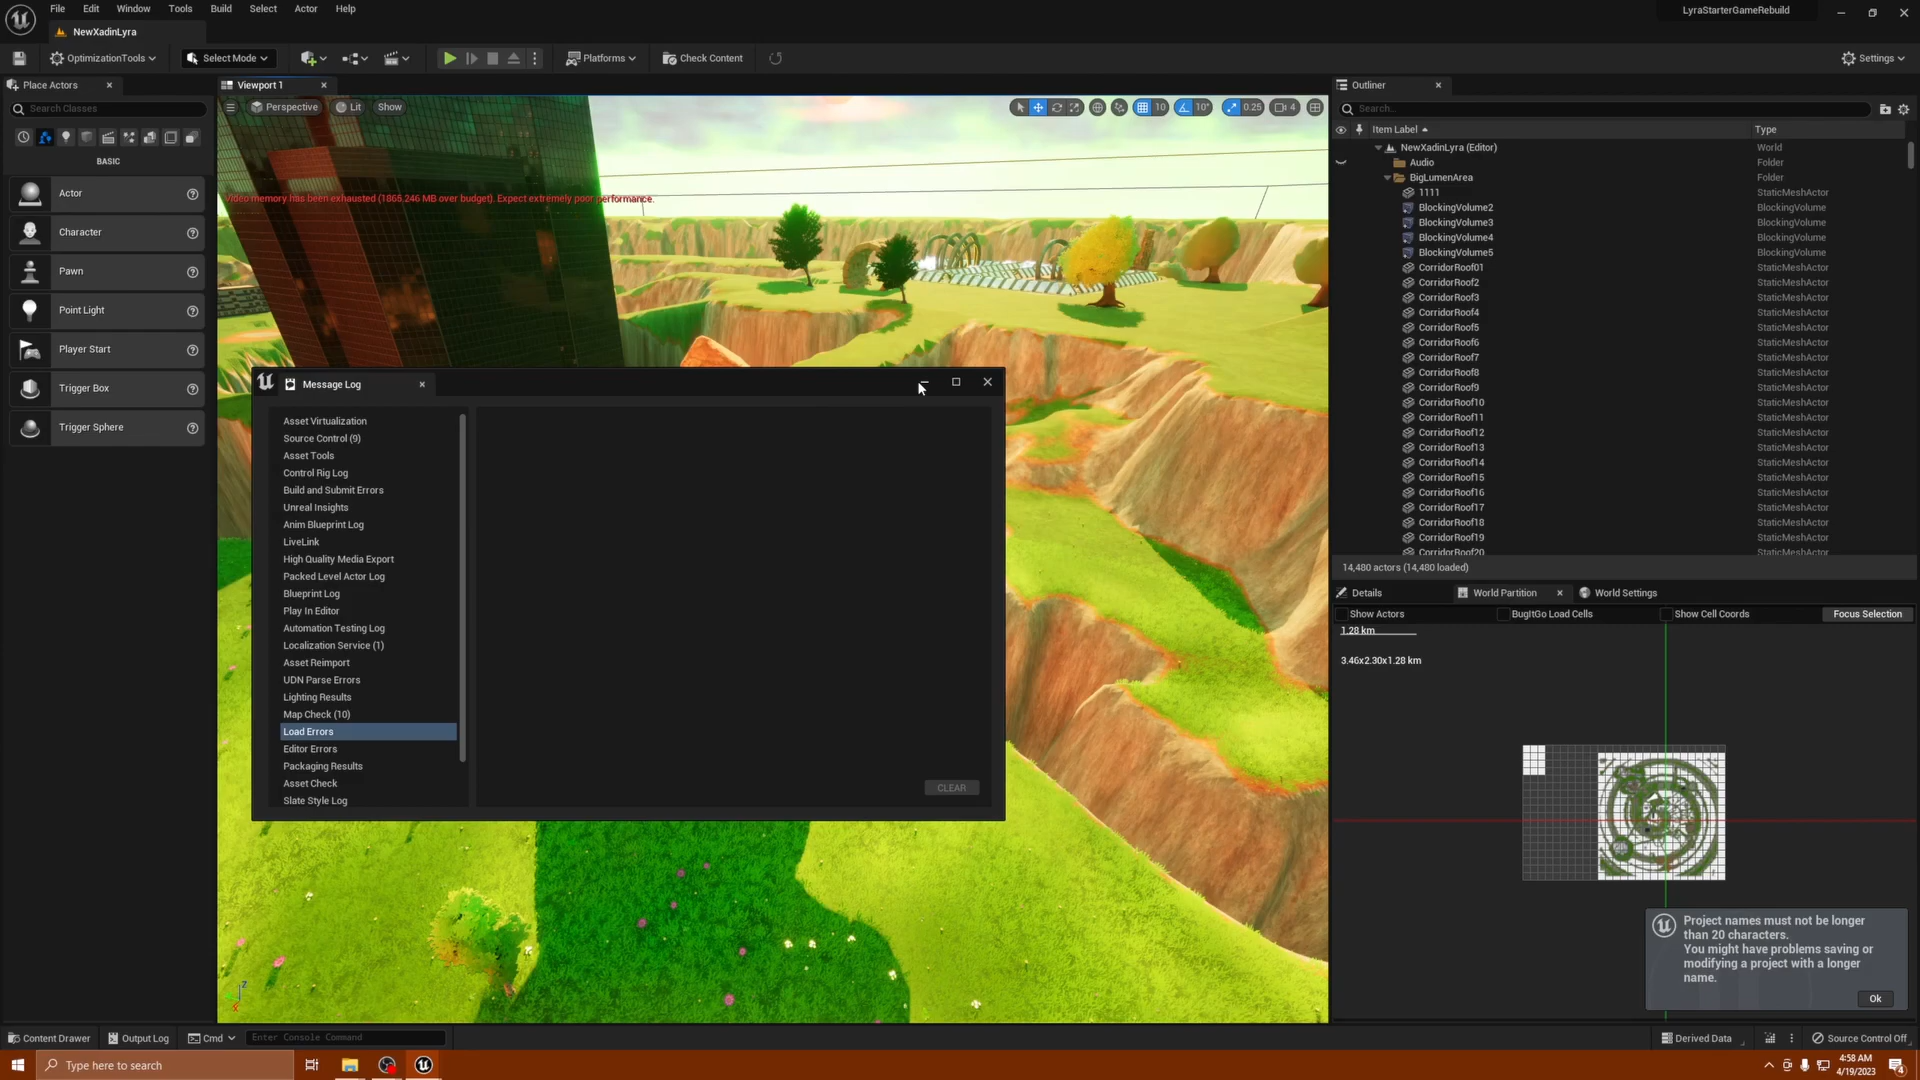 File Edit Window Tools Build Select Actor Help
LyraStarterGameRebuild
NewXadinLyra
OptimizationTools
Select Mode
Platforms
Check Content
Settings
Place Actors
Search Classes
BASIC
Actor
Character
Pawn
Point Light
Player Start
Trigger Box
Trigger Sphere
Viewport 1
Perspective Lit Show
10 10° 0.25 4
Video memory has been exhausted (1866.246 MB over budget). Expect extremely poor performance.
Message Log
Asset Virtualization
Source Control (9)
Asset Tools
Control Rig Log
Build and Submit Errors
Unreal Insights
Anim Blueprint Log
LiveLink
High Quality Media Export
Packed Level Actor Log
Blueprint Log
Play In Editor
Automation Testing Log
Localization Service (1)
Asset Reimport
UDN Parse Errors
Lighting Results
Map Check (10)
Load Errors
Editor Errors
Packaging Results
Asset Check
Slate Style Log
CLEAR
Z
Outliner
Search...
Item Label Type
NewXadinLyra (Editor) World
Audio Folder
BigLumenArea Folder
1111 StaticMeshActor
BlockingVolume2 BlockingVolume
BlockingVolume3 BlockingVolume
BlockingVolume4 BlockingVolume
BlockingVolume5 BlockingVolume
CorridorRoof01 StaticMeshActor
CorridorRoof2 StaticMeshActor
CorridorRoof3 StaticMeshActor
CorridorRoof4 StaticMeshActor
CorridorRoof5 StaticMeshActor
CorridorRoof6 StaticMeshActor
CorridorRoof7 StaticMeshActor
CorridorRoof8 StaticMeshActor
CorridorRoof9 StaticMeshActor
CorridorRoof10 StaticMeshActor
CorridorRoof11 StaticMeshActor
CorridorRoof12 StaticMeshActor
CorridorRoof13 StaticMeshActor
CorridorRoof14 StaticMeshActor
CorridorRoof15 StaticMeshActor
CorridorRoof16 StaticMeshActor
CorridorRoof17 StaticMeshActor
CorridorRoof18 StaticMeshActor
CorridorRoof19 StaticMeshActor
CorridorRoof20 StaticMeshActor
14,480 actors (14,480 loaded)
Details World Partition World Settings
Show Actors BugItGo Load Cells Show Cell Coords Focus Selection
1.28 km
3.46x2.30x1.28 km
Project names must not be longer
than 20 characters.
You might have problems saving or
modifying a project with a longer
name.
Ok
Content Drawer Output Log Cmd Enter Console Command
Derived Data Source Control Off
Type here to search
4:58 AM
4/19/2023
4